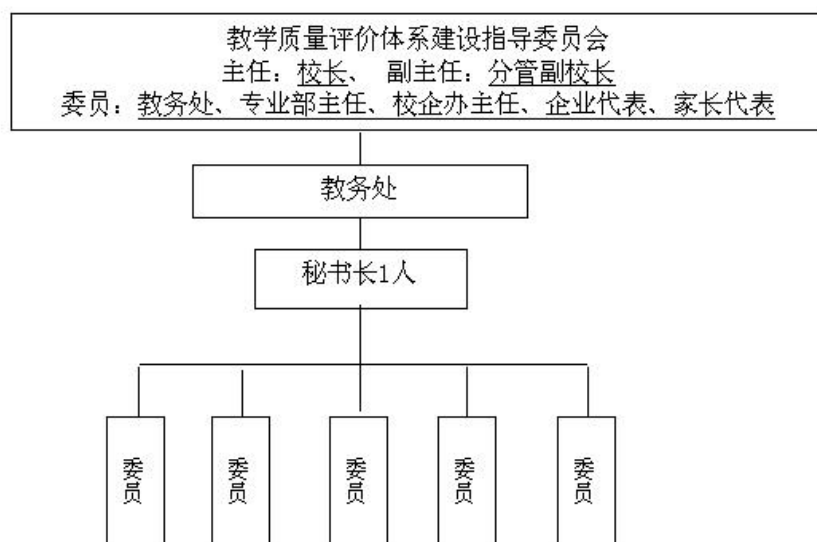 教学质量评价体系建设指导委员会
主任：校长、 副主任：分管副校长
委员：教务处、专业部主任、校企办主任、企业代表、家长代表
教务处
秘书长1人
委员
委员
委员
委员
委员